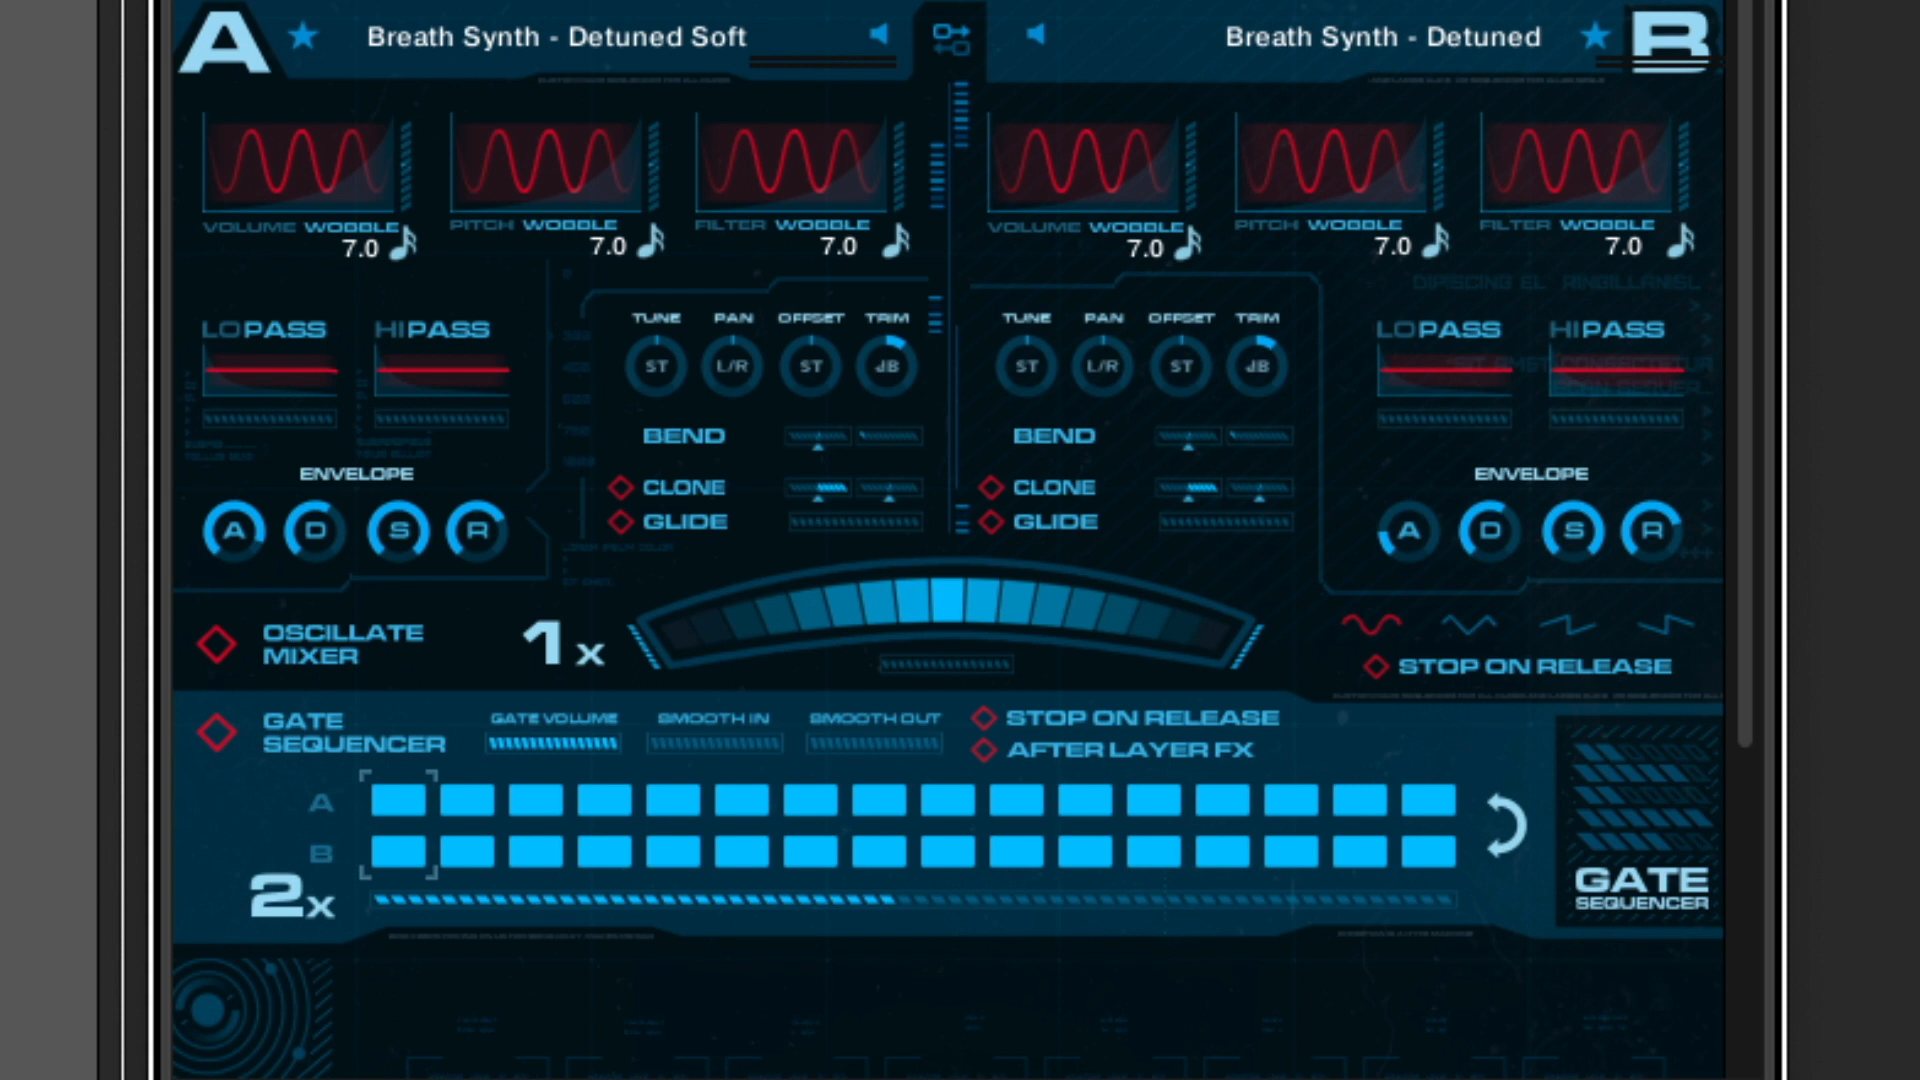 A Breath Synth - Detuned Soft Breath Synth - Detuned B
VOLUME WOBBLE PITCH WOBBLE FILTER WOBBLE VOLUME WOBBLE PITCH WOBBLE FILTER WOBBLE
7.0 7.0 7.0 7.0 7.0 7.0
LOPASS HIPASS TUNE PAN OFFSET TRIM TUNE PAN OFFSET TRIM LOPASS HIPASS
ST L/R ST dB ST L/R ST dB
BEND BEND
ENVELOPE CLONE CLONE ENVELOPE
A D S R GLIDE GLIDE A D S R
OSCILLATE
MIXER
1x
STOP ON RELEASE
GATE
SEQUENCER
GATE VOLUME SMOOTH IN SMOOTH OUT STOP ON RELEASE
AFTER LAYER FX
A
B
2x
GATE
SEQUENCER